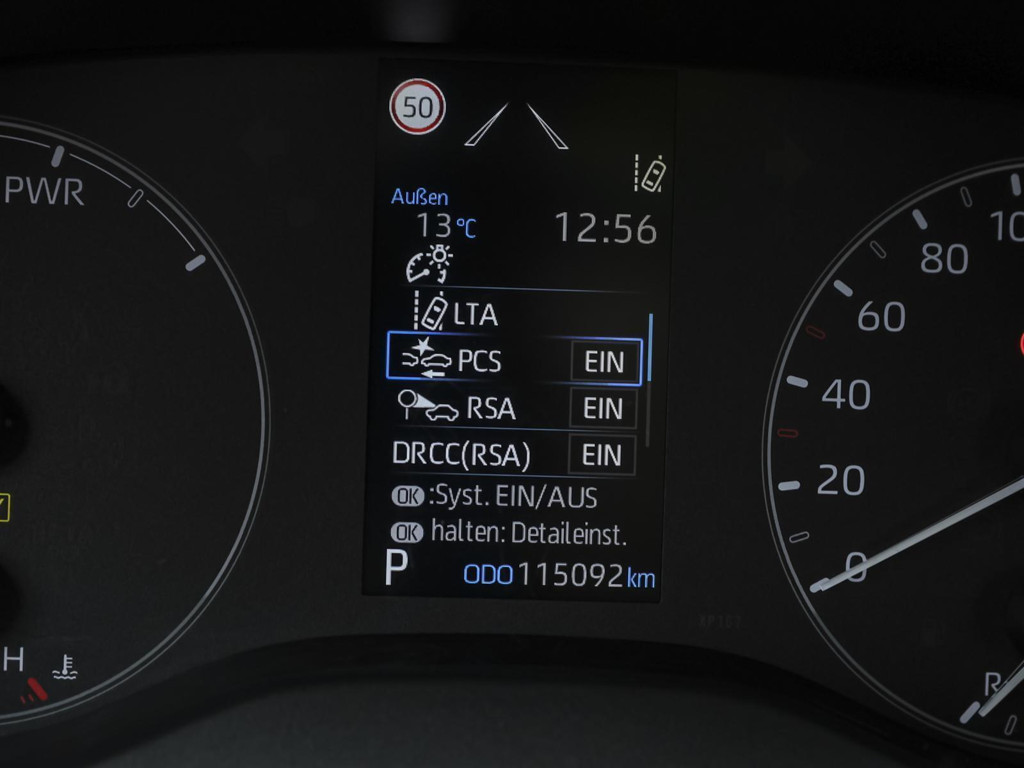 50
Außen
13 °C 12:56
LTA
PCS EIN
RSA EIN
DRCC(RSA) EIN
OK :Syst. EIN/AUS
OK halten: Detaileinst.
P ODO 115092 km
PWR
H
80
60
40
20
0
R